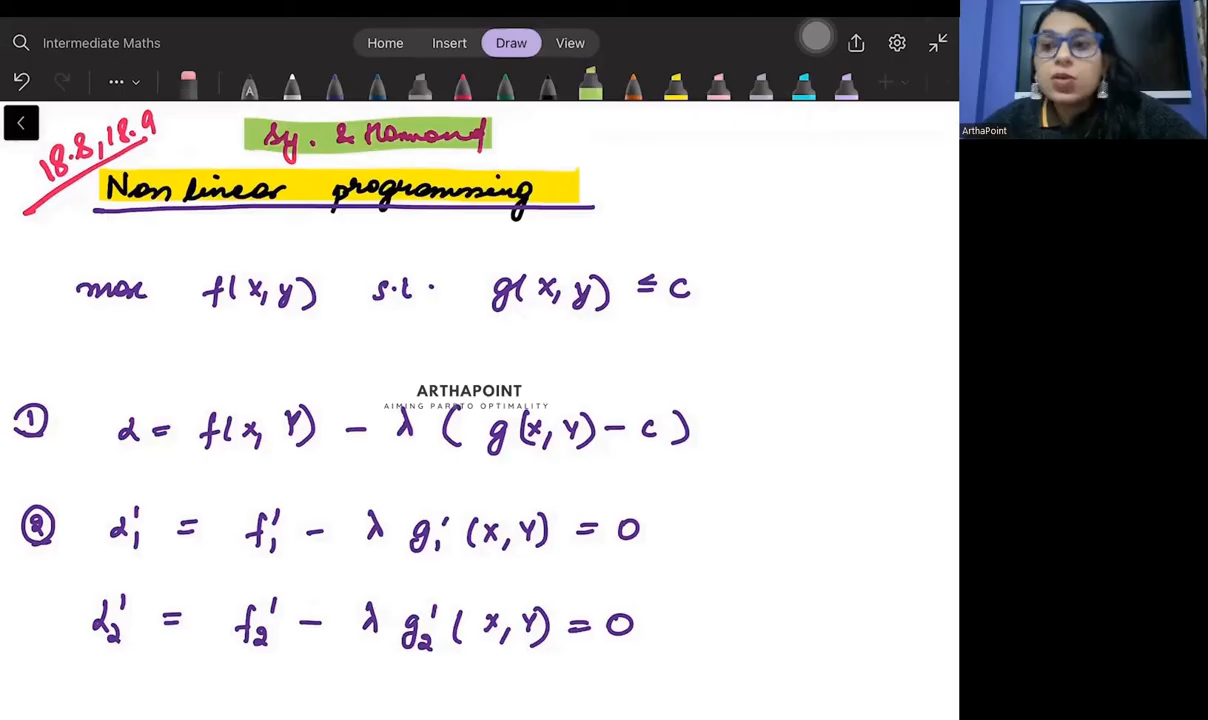 Intermediate Maths
Home Insert Draw View
ArthaPoint
18.8, 18.9
Sy. & Hamond
Non linear programming
max f(x, y) s.t. g(x, y) ≤ c
ARTHAPOINT
AIMING PARETO OPTIMALITY
① L = f(x, y) - λ ( g(x, y) - c )
② L₁' = f₁' - λ g₁' (x, y) = 0
L₂' = f₂' - λ g₂' (x, y) = 0